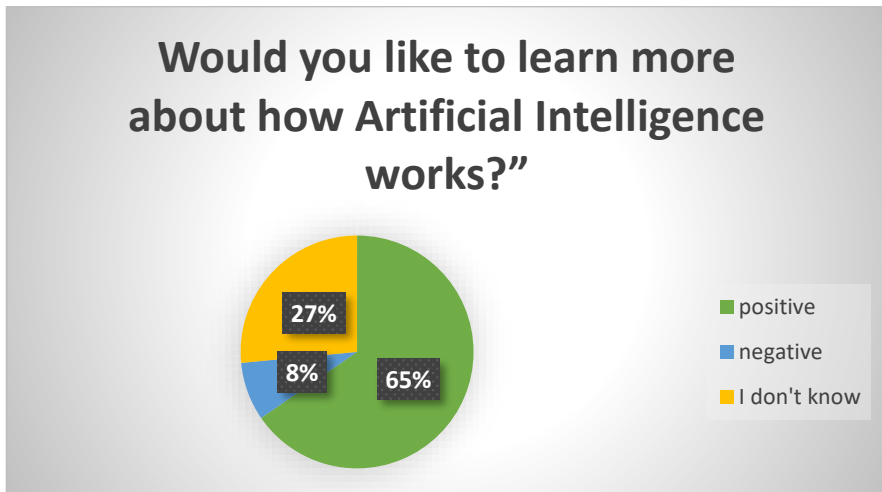 Would you like to learn more
about how Artificial Intelligence
works?”
27%
8%
65%
positive
negative
I don't know